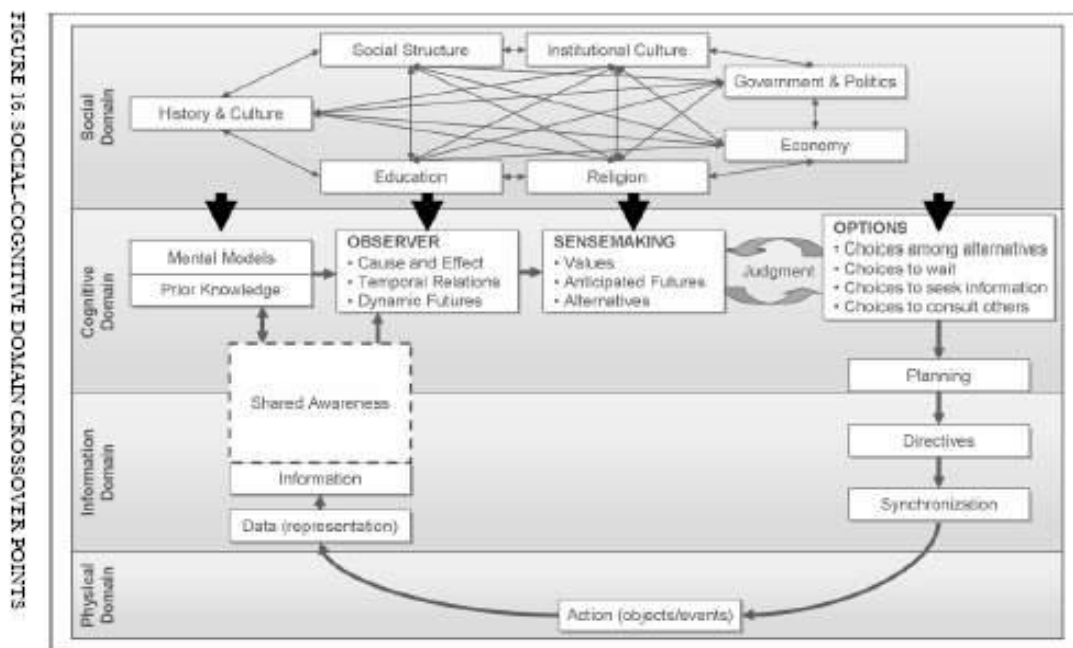 FIGURE 16. SOCIAL-COGNITIVE DOMAIN CROSSOVER POINTS
Social
Domain
Social Structure
Institutional Culture
Government & Politics
History & Culture
Economy
Education
Religion
Cognitive
Domain
Mental Models
Prior Knowledge
OBSERVER
• Cause and Effect
• Temporal Relations
• Dynamic Futures
SENSEMAKING
• Values
• Anticipated Futures
• Alternatives
Judgment
OPTIONS
• Choices among alternatives
• Choices to wait
• Choices to seek information
• Choices to consult others
Shared Awareness
Planning
Information
Domain
Directives
Information
Synchronization
Data (representation)
Physical
Domain
Action (objects/events)